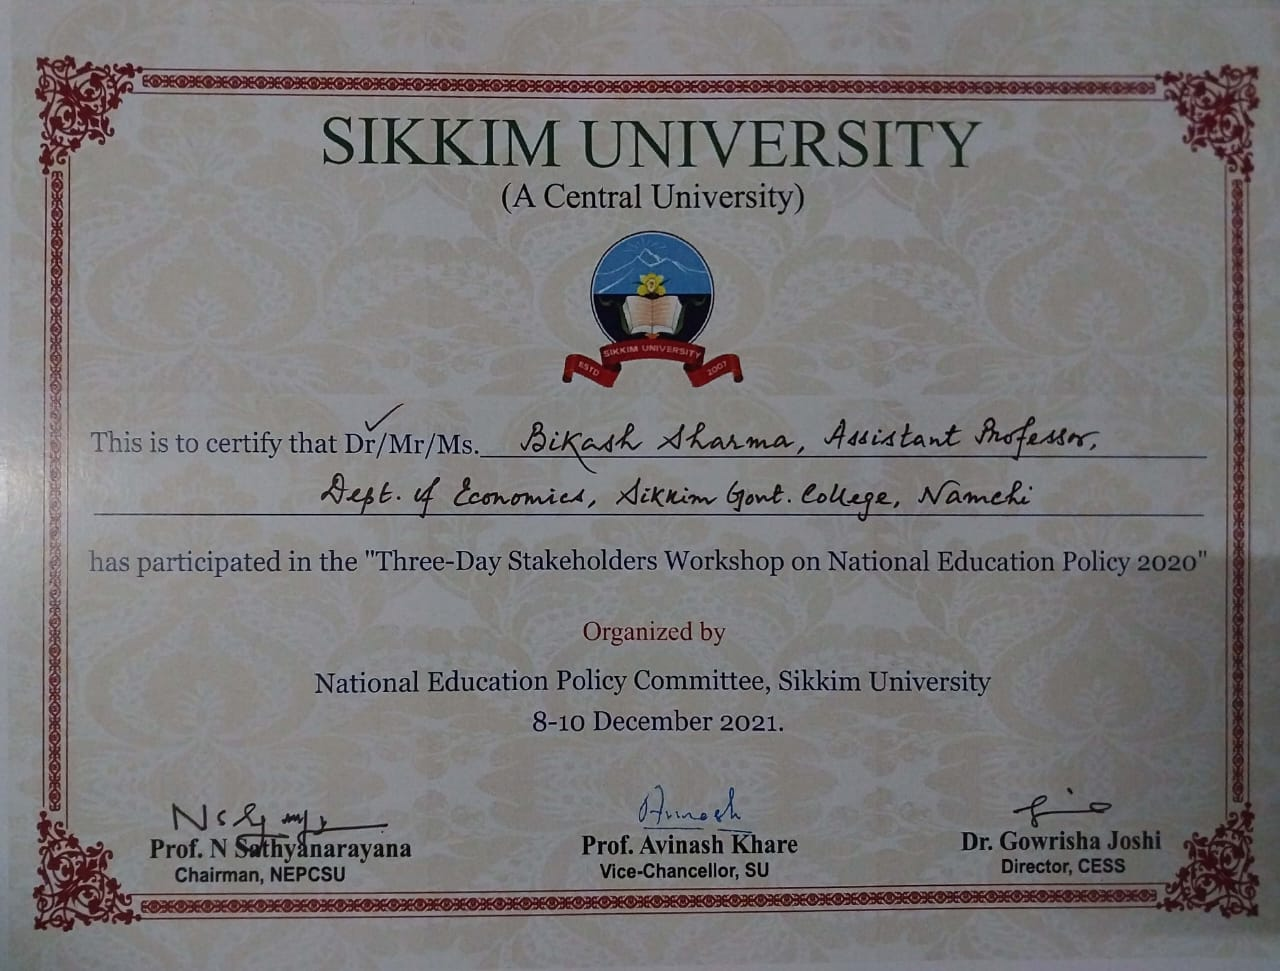 SIKKIM UNIVERSITY
(A Central University)
SIKKIM UNIVERSITY
ESTD 2007
This is to certify that Dr/Mr/Ms. Bikash Sharma, Assistant Professor,
Dept. of Economics, Sikkim Govt. College, Namchi
has participated in the "Three-Day Stakeholders Workshop on National Education Policy 2020"
Organized by
National Education Policy Committee, Sikkim University
8-10 December 2021.
Avinash
Prof. N Sathyanarayana Prof. Avinash Khare Dr. Gowrisha Joshi
Chairman, NEPCSU Vice-Chancellor, SU Director, CESS